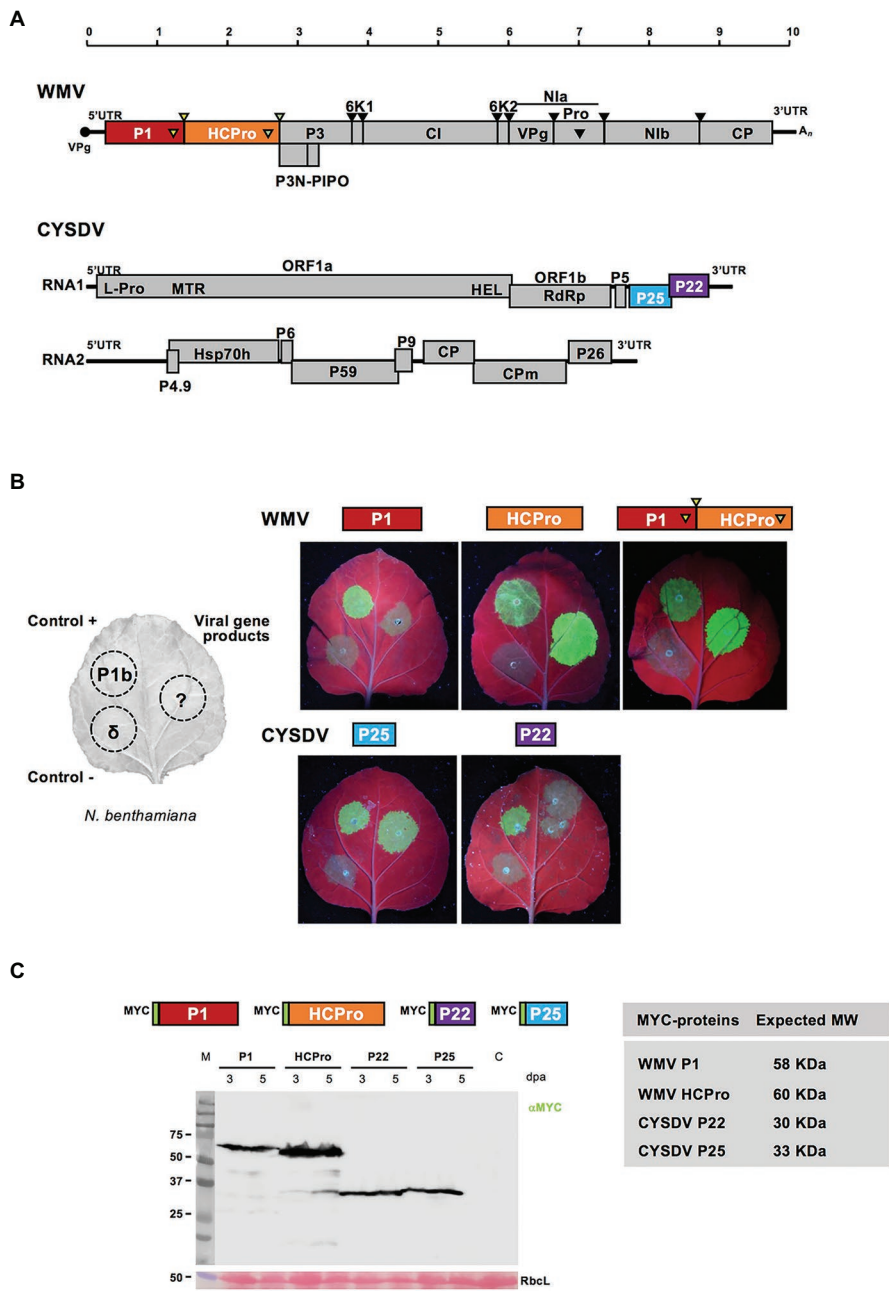 A
0 1 2 3 4 5 6 7 8 9 10
WMV
5'UTR 6K1 6K2 NIa Pro 3'UTR
VPg P1 HCPro P3 CI VPg NIb CP An
P3N-PIPO
CYSDV
5'UTR ORF1a ORF1b P5 3'UTR
RNA1 L-Pro MTR HEL RdRp P25 P22
5'UTR P6 P9 3'UTR
RNA2 Hsp70h CP P26
P4.9 P59 CPm
B
WMV P1 HCPro P1 HCPro
Control + Viral gene
products
P1b
?
δ
Control -
N. benthamiana
CYSDV P25 P22
C
MYC P1 MYC HCPro MYC P22 MYC P25
M P1 HCPro P22 P25 C
3 5 3 5 3 5 3 5 dpa
αMYC
75
50
37
25
50 RbcL
MYC-proteins Expected MW
WMV P1 58 KDa
WMV HCPro 60 KDa
CYSDV P22 30 KDa
CYSDV P25 33 KDa